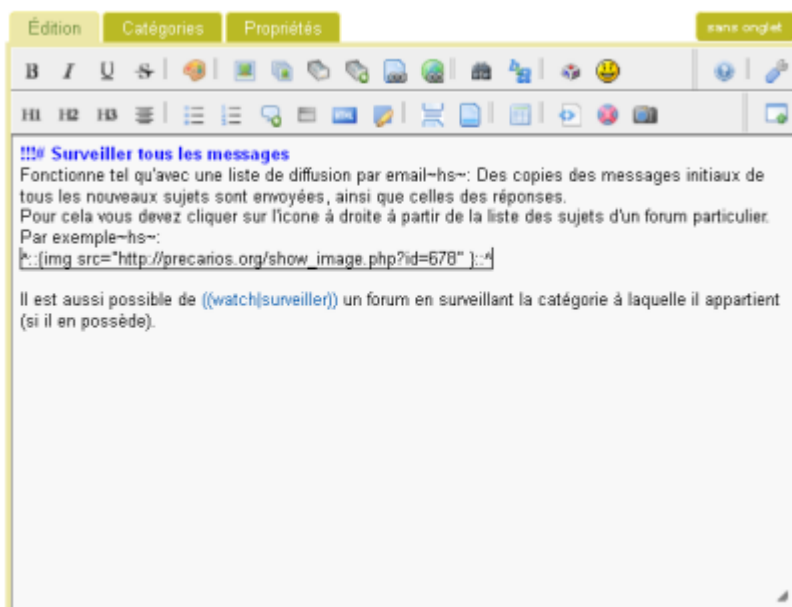 Édition Catégories Propriétés sans onglet
B I U S
H1 H2 H3
!!!# Surveiller tous les messages
Fonctionne tel qu'avec une liste de diffusion par email~hs~: Des copies des messages initiaux de
tous les nouveaux sujets sont envoyées, ainsi que celles des réponses.
Pour cela vous devez cliquer sur l'icone à droite à partir de la liste des sujets d'un forum particulier.
Par exemple~hs~:
^::{img src="http://precarios.org/show_image.php?id=678" }::^
Il est aussi possible de ((watch|surveiller)) un forum en surveillant la catégorie à laquelle il appartient
(si il en possède).